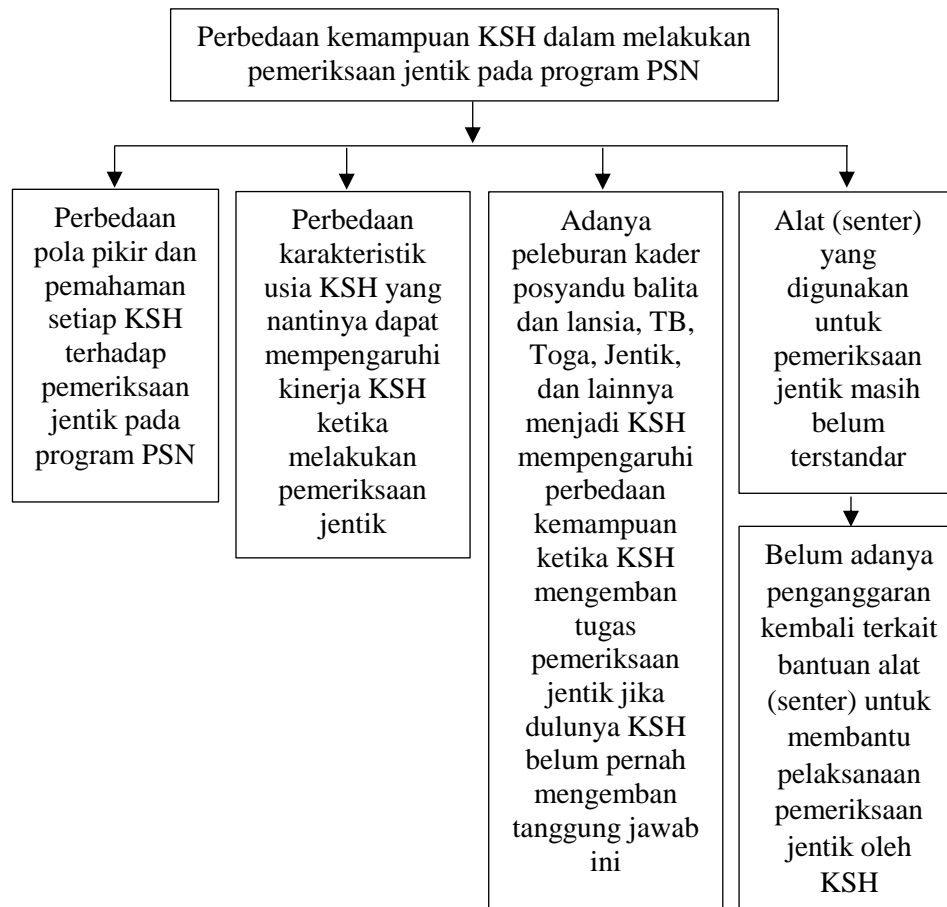 Perbedaan kemampuan KSH dalam melakukan
pemeriksaan jentik pada program PSN
Perbedaan
pola pikir dan
pemahaman
setiap KSH
terhadap
pemeriksaan
jentik pada
program PSN
Perbedaan
karakteristik
usia KSH yang
nantinya dapat
mempengaruhi
kinerja KSH
ketika
melakukan
pemeriksaan
jentik
Adanya
peleburan kader
posyandu balita
dan lansia, TB,
Toga, Jentik,
dan lainnya
menjadi KSH
mempengaruhi
perbedaan
kemampuan
ketika KSH
mengemban
tugas
pemeriksaan
jentik jika
dulunya KSH
belum pernah
mengemban
tanggung jawab
ini
Alat (senter)
yang
digunakan
untuk
pemeriksaan
jentik masih
belum
terstandar
Belum adanya
penganggaran
kembali terkait
bantuan alat
(senter) untuk
membantu
pelaksanaan
pemeriksaan
jentik oleh
KSH